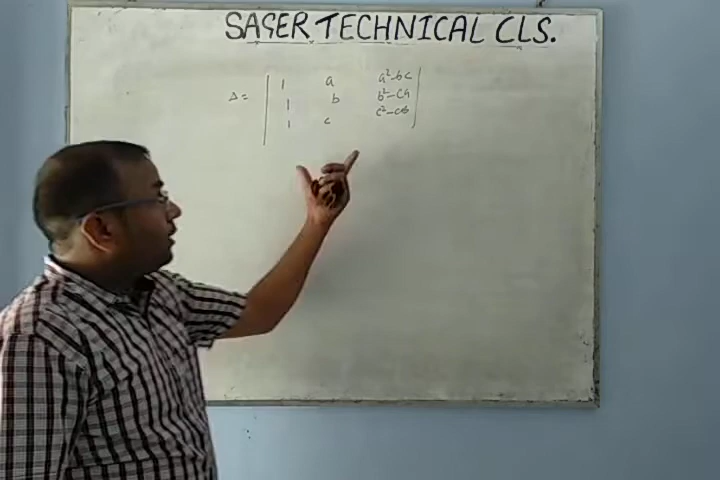 SAGER TECHNICAL CLS.
Δ = | 1 a a²-bc |
| 1 b b²-ca |
| 1 c c²-ab |